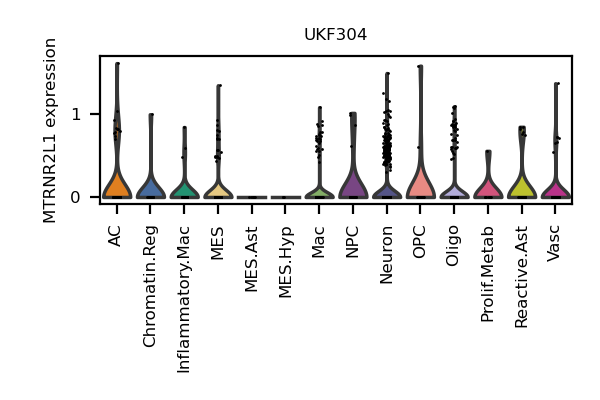 UKF304
MTRNR2L1 expression
1
0
AC
Chromatin.Reg
Inflammatory.Mac
MES
MES.Ast
MES.Hyp
Mac
NPC
Neuron
OPC
Oligo
Prolif.Metab
Reactive.Ast
Vasc